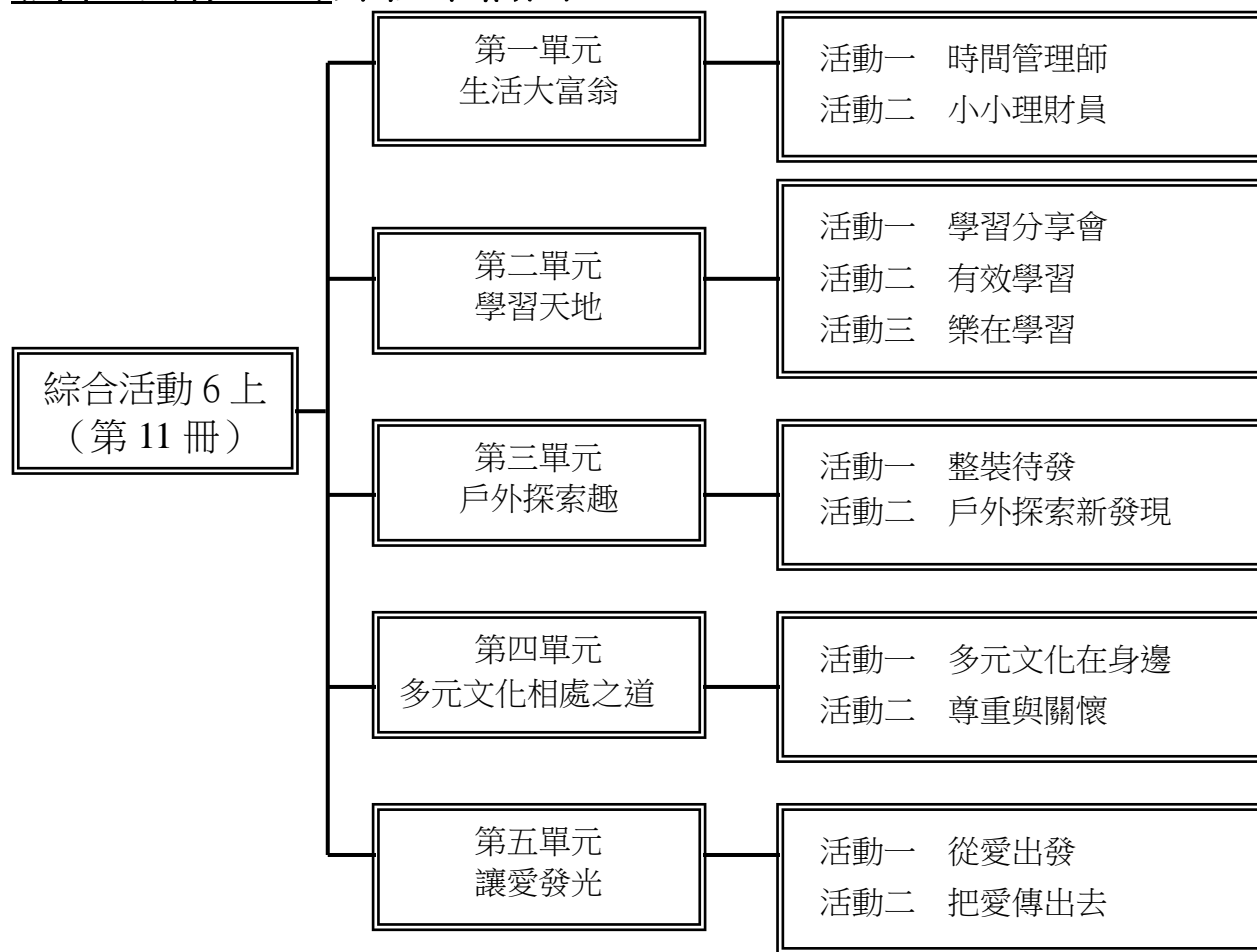 綜合活動 6 上
（第 11 冊）
第一單元
生活大富翁
活動一　時間管理師
活動二　小小理財員
第二單元
學習天地
活動一　學習分享會
活動二　有效學習
活動三　樂在學習
第三單元
戶外探索趣
活動一　整裝待發
活動二　戶外探索新發現
第四單元
多元文化相處之道
活動一　多元文化在身邊
活動二　尊重與關懷
第五單元
讓愛發光
活動一　從愛出發
活動二　把愛傳出去